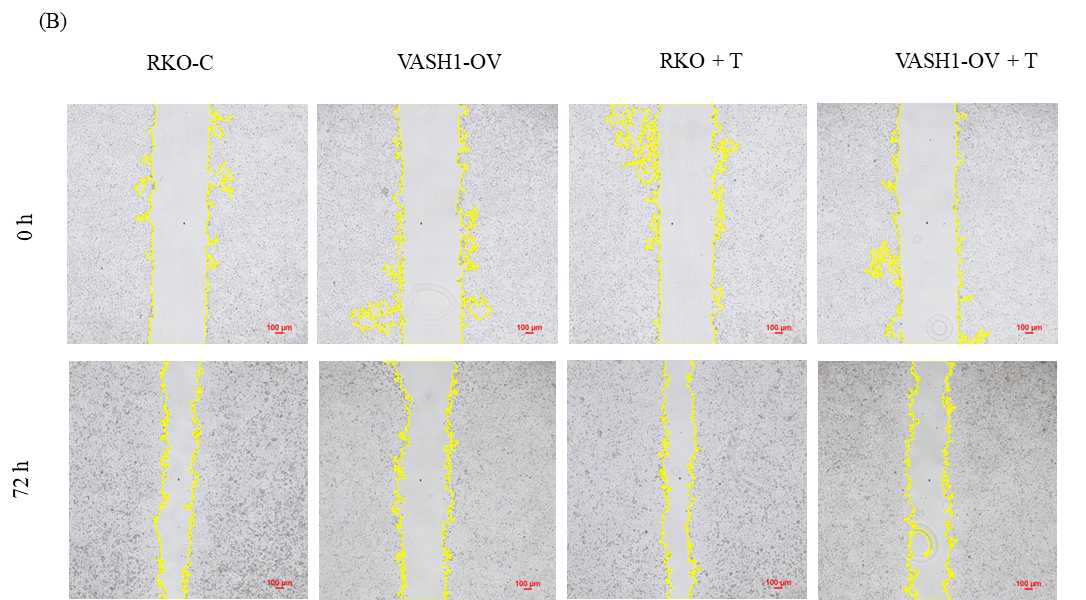 (B)
RKO-C VASH1-OV RKO + T VASH1-OV + T
0 h
100 µm 100 µm 100 µm 100 µm
72 h
100 µm 100 µm 100 µm 100 µm